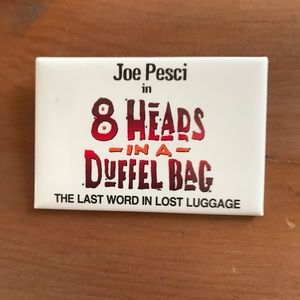 Joe Pesci
in
8 HEADS
-IN A-
DUFFEL BAG
THE LAST WORD IN LOST LUGGAGE